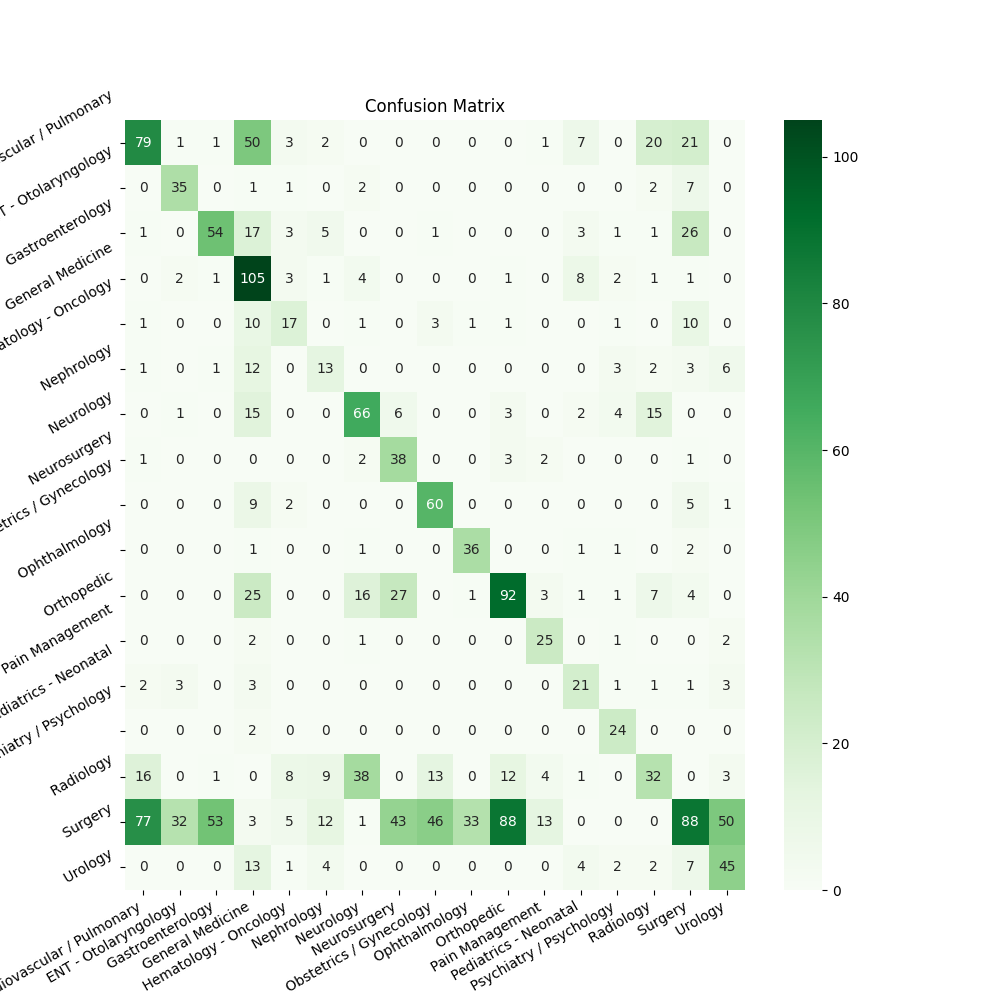 Confusion Matrix
scular / Pulmonary 79 1 1 50 3 2 0 0 0 0 0 1 7 0 20 21 0
T - Otolaryngology 0 35 0 1 1 0 2 0 0 0 0 0 0 0 2 7 0
Gastroenterology 1 0 54 17 3 5 0 0 1 0 0 0 3 1 1 26 0
General Medicine 0 2 1 105 3 1 4 0 0 0 1 0 8 2 1 1 0
atology - Oncology 1 0 0 10 17 0 1 0 3 1 1 0 0 1 0 10 0
Nephrology 1 0 1 12 0 13 0 0 0 0 0 0 0 3 2 3 6
Neurology 0 1 0 15 0 0 66 6 0 0 3 0 2 4 15 0 0
Neurosurgery 1 0 0 0 0 0 2 38 0 0 3 2 0 0 0 1 0
etrics / Gynecology 0 0 0 9 2 0 0 0 60 0 0 0 0 0 0 5 1
Ophthalmology 0 0 0 1 0 0 1 0 0 36 0 0 1 1 0 2 0
Orthopedic 0 0 0 25 0 0 16 27 0 1 92 3 1 1 7 4 0
Pain Management 0 0 0 2 0 0 1 0 0 0 0 25 0 1 0 0 2
diatrics - Neonatal 2 3 0 3 0 0 0 0 0 0 0 0 21 1 1 1 3
hiatry / Psychology 0 0 0 2 0 0 0 0 0 0 0 0 0 24 0 0 0
Radiology 16 0 1 0 8 9 38 0 13 0 12 4 1 0 32 0 3
Surgery 77 32 53 3 5 12 1 43 46 33 88 13 0 0 0 88 50
Urology 0 0 0 13 1 4 0 0 0 0 0 0 4 2 2 7 45
diovascular / Pulmonary
ENT - Otolaryngology
Gastroenterology
General Medicine
Hematology - Oncology
Nephrology
Neurology
Neurosurgery
Obstetrics / Gynecology
Ophthalmology
Orthopedic
Pain Management
Pediatrics - Neonatal
Psychiatry / Psychology
Radiology
Surgery
Urology
100
80
60
40
20
0